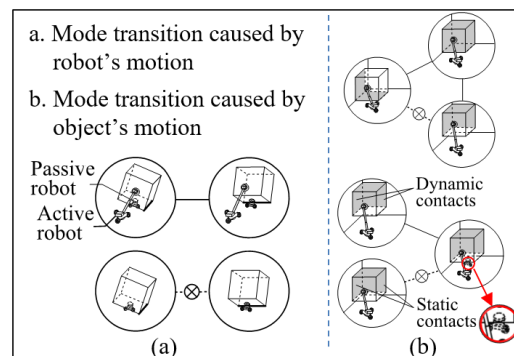 a. Mode transition caused by
robot's motion
b. Mode transition caused by
object's motion
Passive
robot
Active
robot
(a)
Dynamic
contacts
Static
contacts
(b)